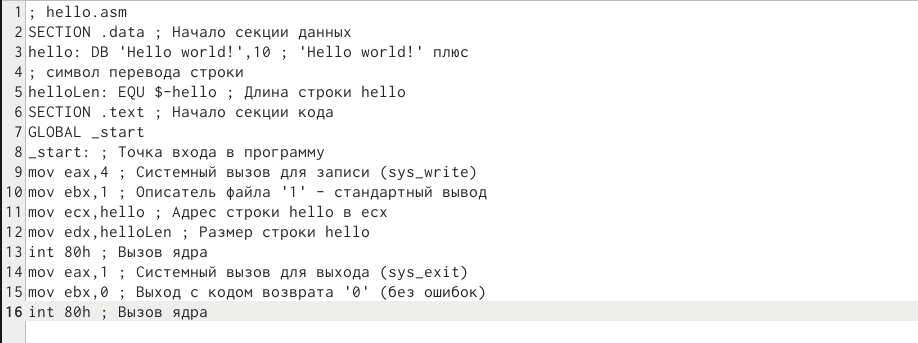 1 ; hello.asm
2 SECTION .data ; Начало секции данных
3 hello: DB 'Hello world!',10 ; 'Hello world!' плюс
4 ; символ перевода строки
5 helloLen: EQU $-hello ; Длина строки hello
6 SECTION .text ; Начало секции кода
7 GLOBAL _start
8 _start: ; Точка входа в программу
9 mov eax,4 ; Системный вызов для записи (sys_write)
10 mov ebx,1 ; Описатель файла '1' - стандартный вывод
11 mov ecx,hello ; Адрес строки hello в ecx
12 mov edx,helloLen ; Размер строки hello
13 int 80h ; Вызов ядра
14 mov eax,1 ; Системный вызов для выхода (sys_exit)
15 mov ebx,0 ; Выход с кодом возврата '0' (без ошибок)
16 int 80h ; Вызов ядра